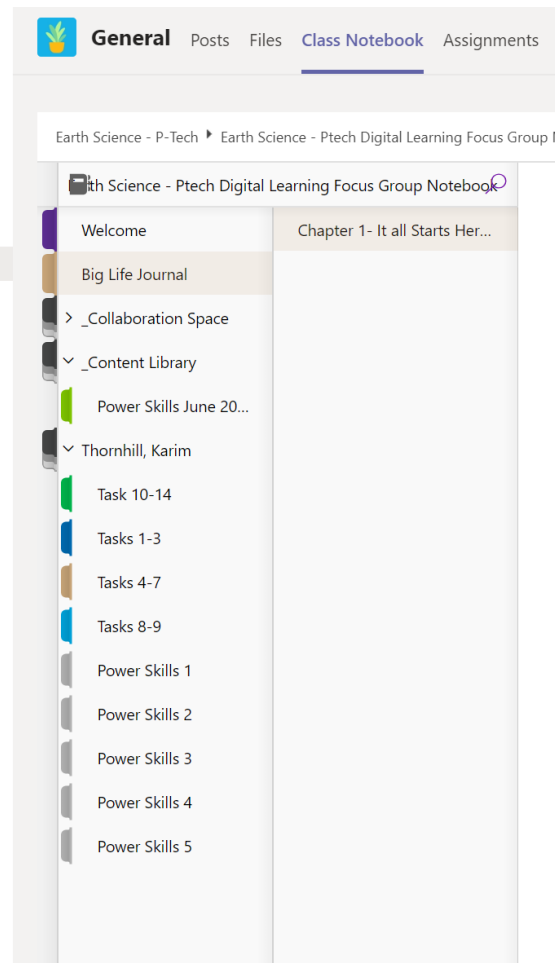 General Posts Files Class Notebook Assignments
Earth Science - P-Tech Earth Science - Ptech Digital Learning Focus Group
th Science - Ptech Digital Learning Focus Group Notebook
Welcome
Chapter 1- It all Starts Her...
Big Life Journal
_Collaboration Space
_Content Library
Power Skills June 20...
Thornhill, Karim
Task 10-14
Tasks 1-3
Tasks 4-7
Tasks 8-9
Power Skills 1
Power Skills 2
Power Skills 3
Power Skills 4
Power Skills 5